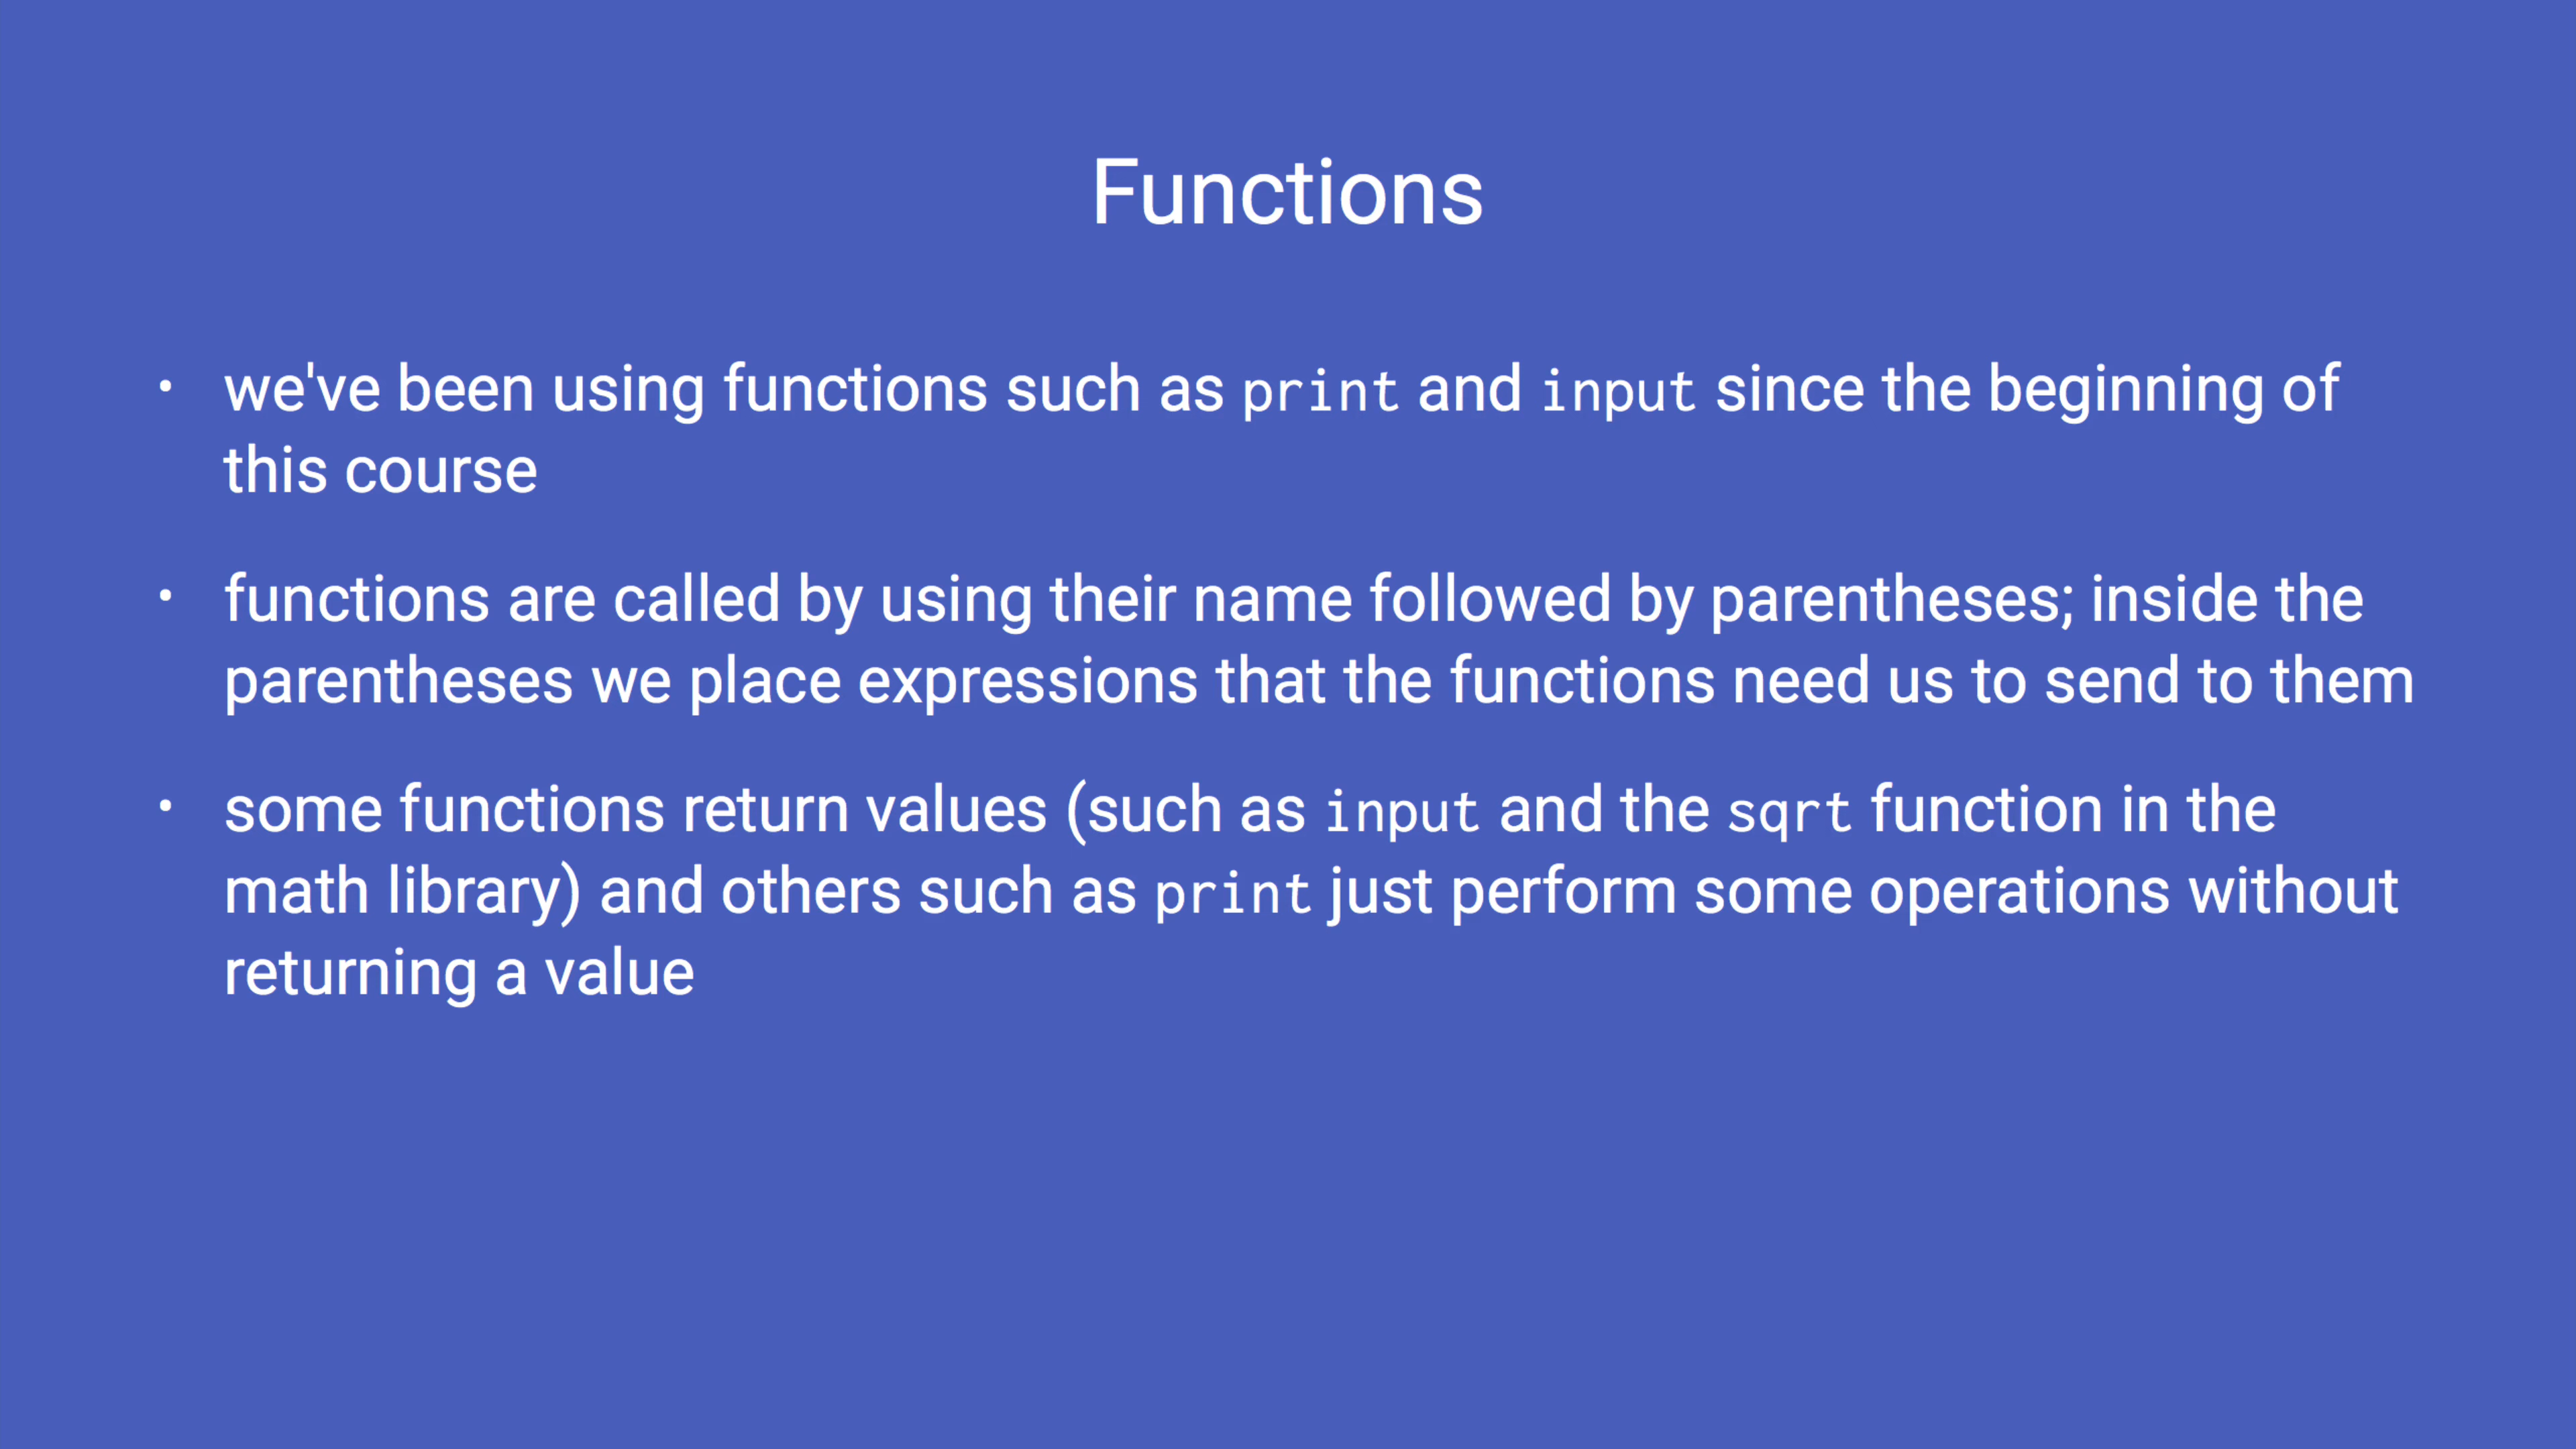 Functions
• we've been using functions such as print and input since the beginning of
this course
• functions are called by using their name followed by parentheses; inside the
parentheses we place expressions that the functions need us to send to them
• some functions return values (such as input and the sqrt function in the
math library) and others such as print just perform some operations without
returning a value